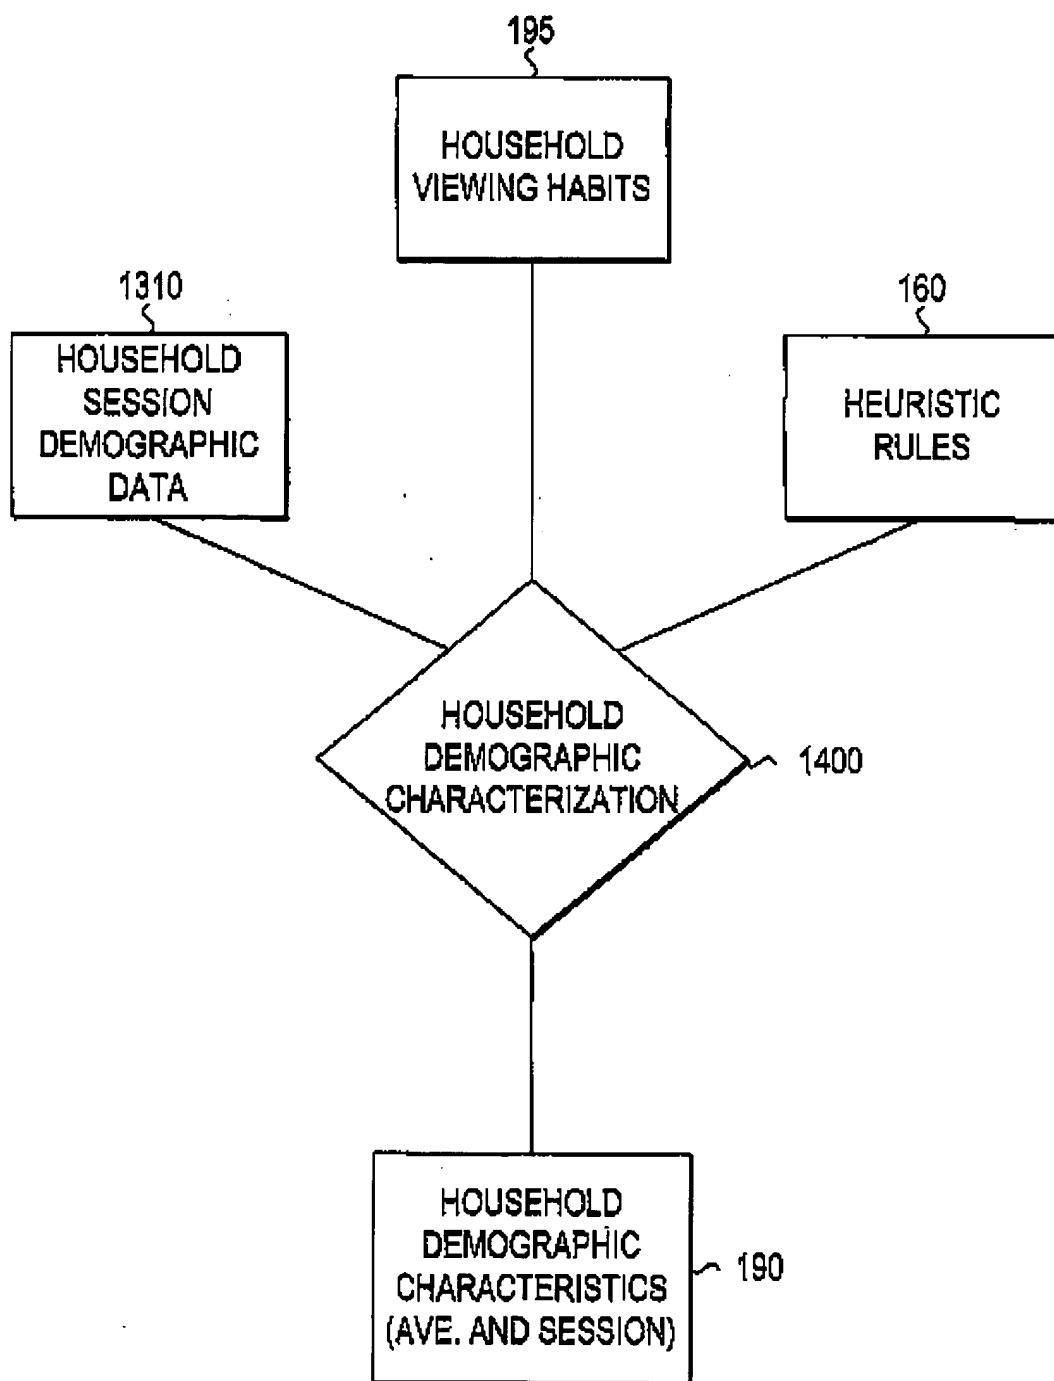 195
HOUSEHOLD
VIEWING HABITS
1310
HOUSEHOLD
SESSION
DEMOGRAPHIC
DATA
160
HEURISTIC
RULES
HOUSEHOLD
DEMOGRAPHIC
CHARACTERIZATION
1400
HOUSEHOLD
DEMOGRAPHIC
CHARACTERISTICS
(AVE. AND SESSION)
190